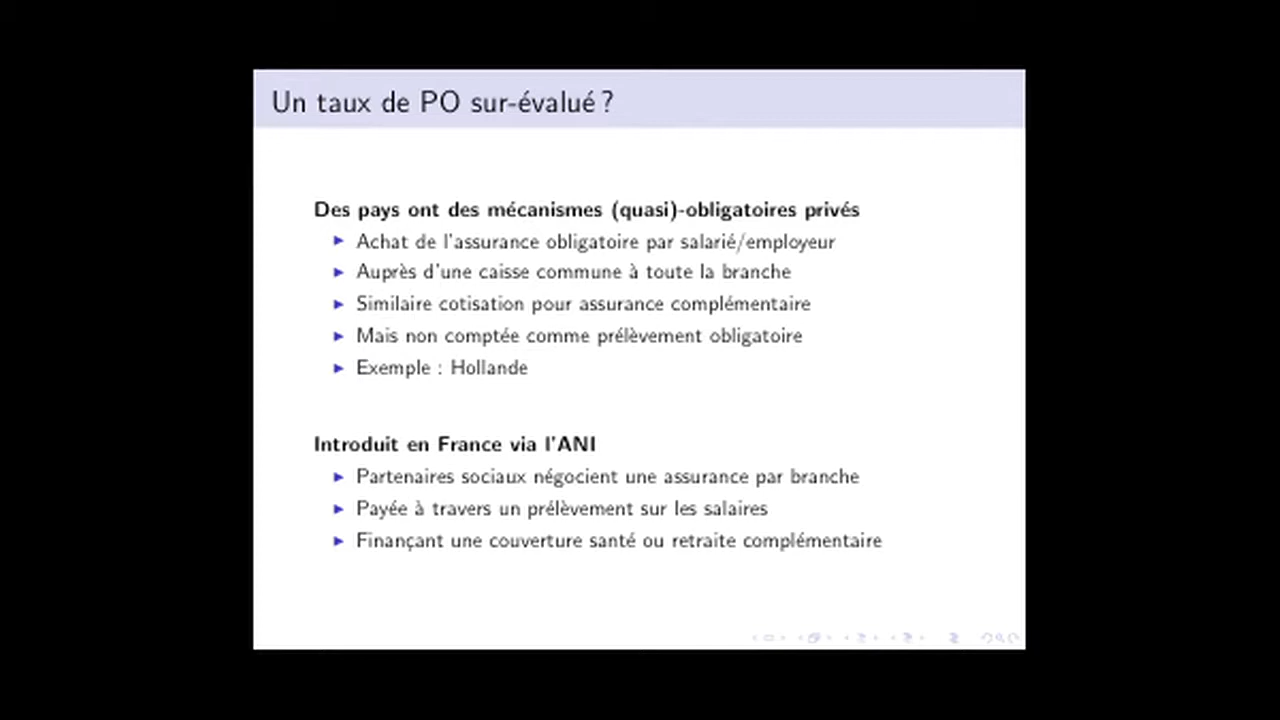 Un taux de PO sur-évalué ?
Des pays ont des mécanismes (quasi)-obligatoires privés
Achat de l'assurance obligatoire par salarié/employeur
Auprès d'une caisse commune à toute la branche
Similaire cotisation pour assurance complémentaire
Mais non comptée comme prélèvement obligatoire
Exemple : Hollande
Introduit en France via l'ANI
Partenaires sociaux négocient une assurance par branche
Payée à travers un prélèvement sur les salaires
Finançant une couverture santé ou retraite complémentaire